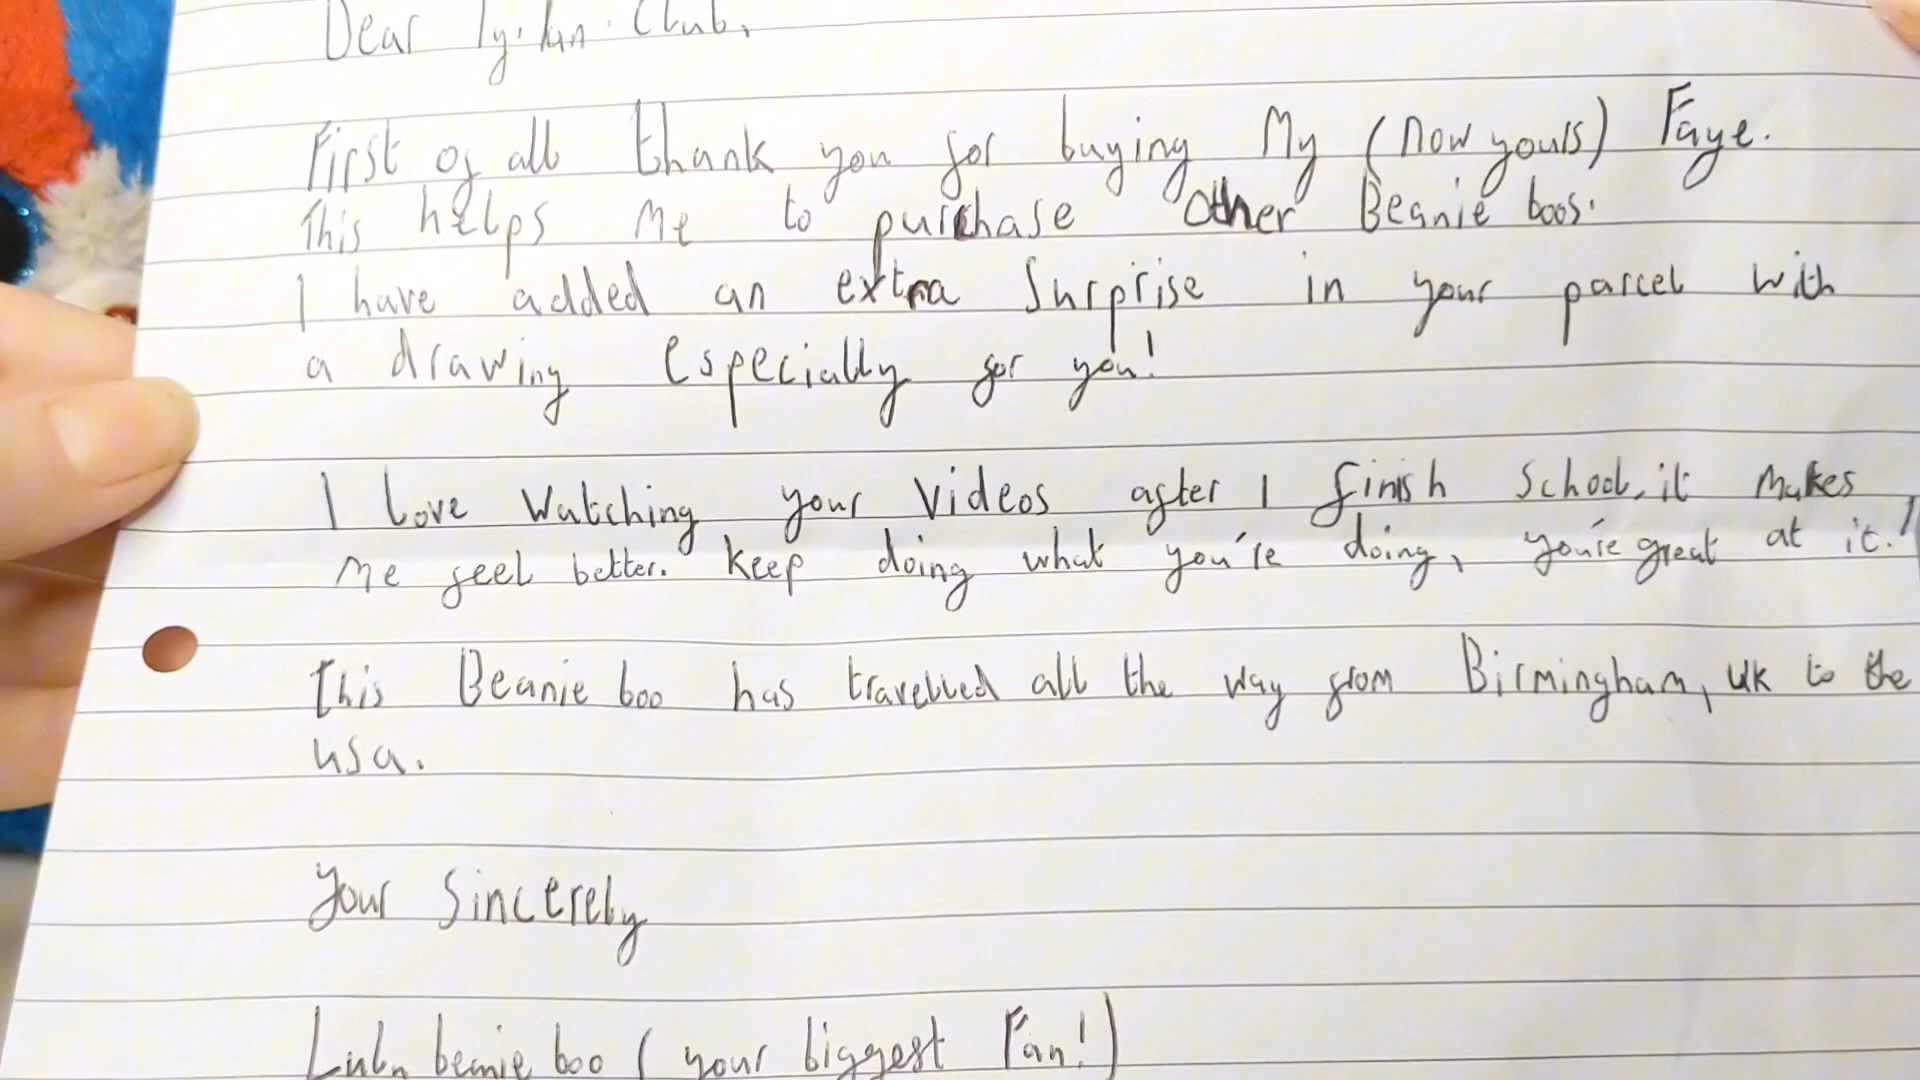 Dear Ty. fan. Club,
First of all thank you for buying My (now yours) Faye.
This helps me to purchase other Beanie boos.
I have added an extra Surprise in your parcel with
a drawing especially for you!
I love watching your videos after I finish school, it makes
me feel better. Keep doing what you're doing, you're great at it!
This Beanie boo has travelled all the way from Birmingham, uk to the
usa.
Your Sincerely
beanie boo (your biggest Fan!)